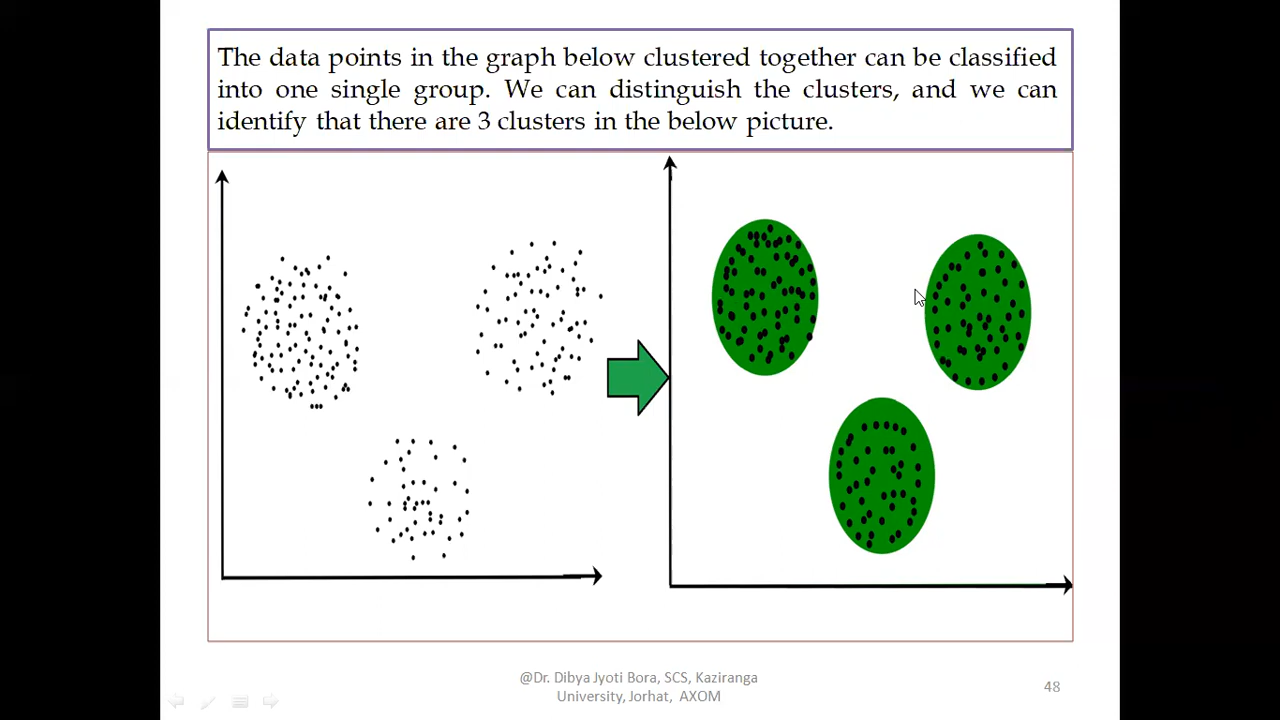 The data points in the graph below clustered together can be classified
into one single group. We can distinguish the clusters, and we can
identify that there are 3 clusters in the below picture.
@Dr. Dibya Jyoti Bora, SCS, Kaziranga
University, Jorhat, AXOM
48